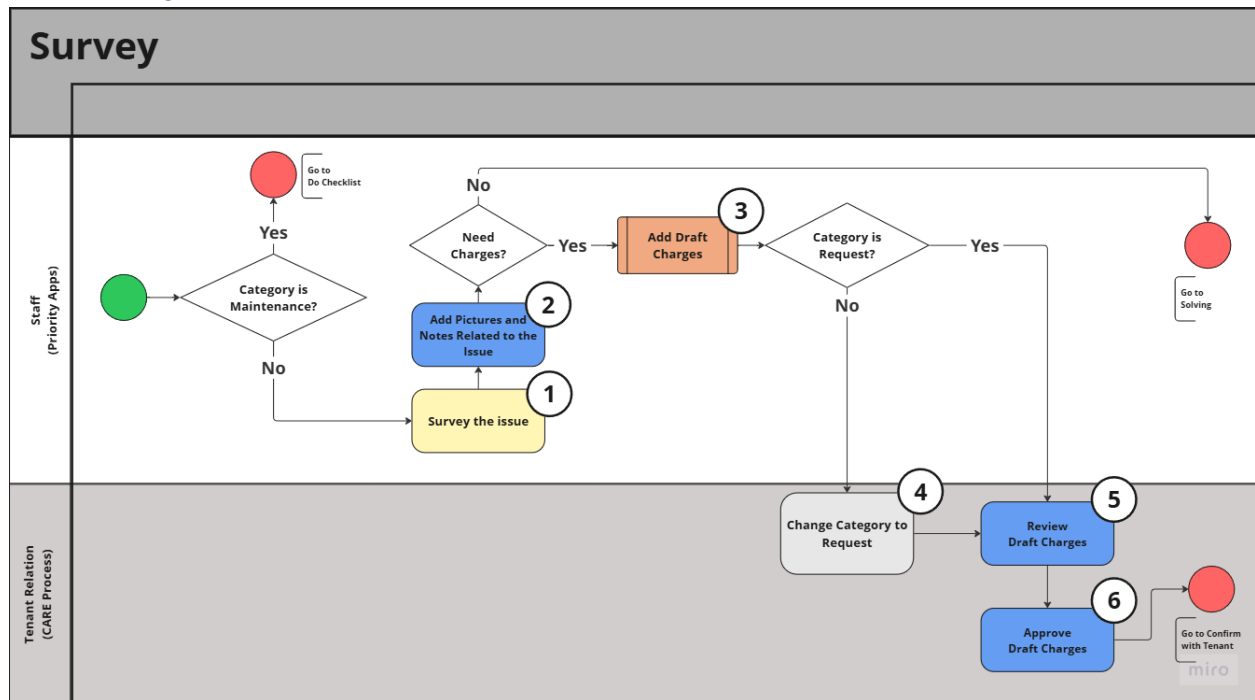 Survey
Staff
(Priority Apps)
Go to
Do Checklist
Yes
Category is
Maintenance?
No
Survey the issue
1
Add Pictures and
Notes Related to the
Issue
2
Need
Charges?
No
Yes
Add Draft
Charges
3
Category is
Request?
Yes
No
Go to
Solving
Tenant Relation
(CARE Process)
Change Category to
Request
4
Review
Draft Charges
5
Approve
Draft Charges
6
Go to Confirm
with Tenant
miro